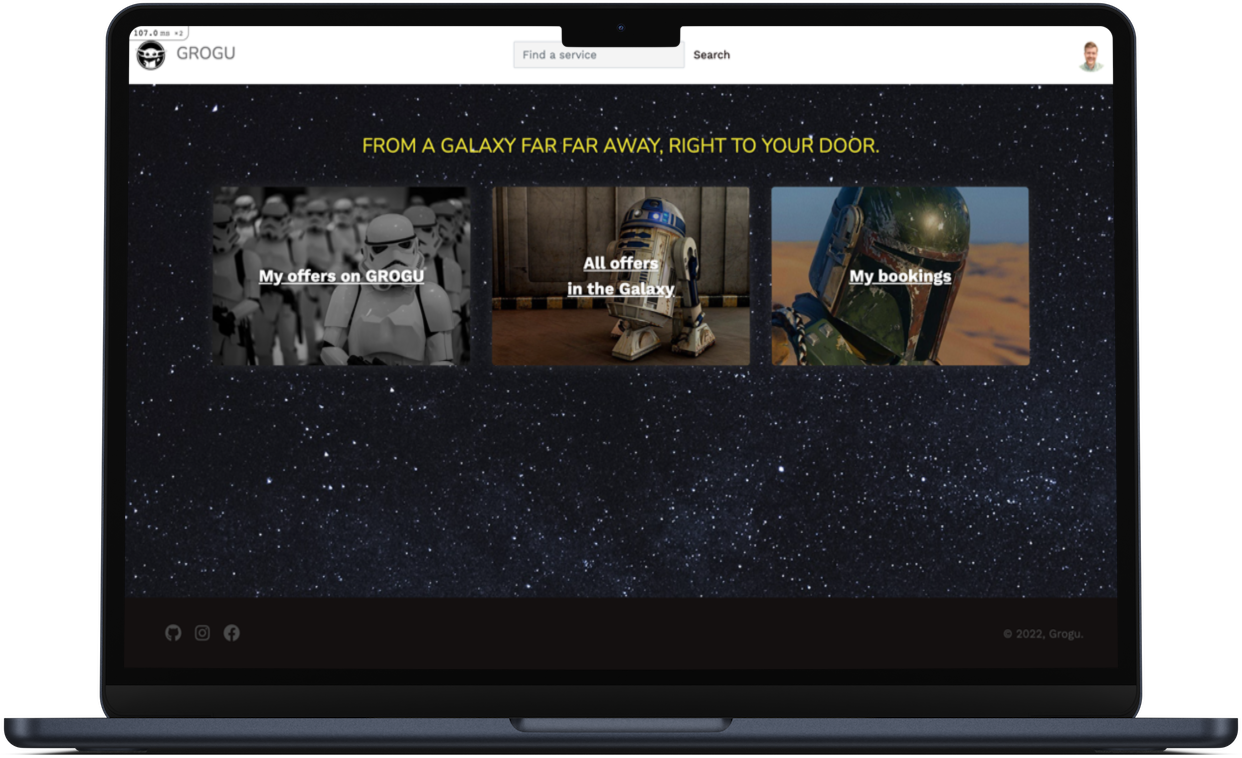 107.0 ms ×2
GROGU
Find a service
Search
FROM A GALAXY FAR FAR AWAY, RIGHT TO YOUR DOOR.
My offers on GROGU
All offers
in the Galaxy
My bookings
© 2022, Grogu.